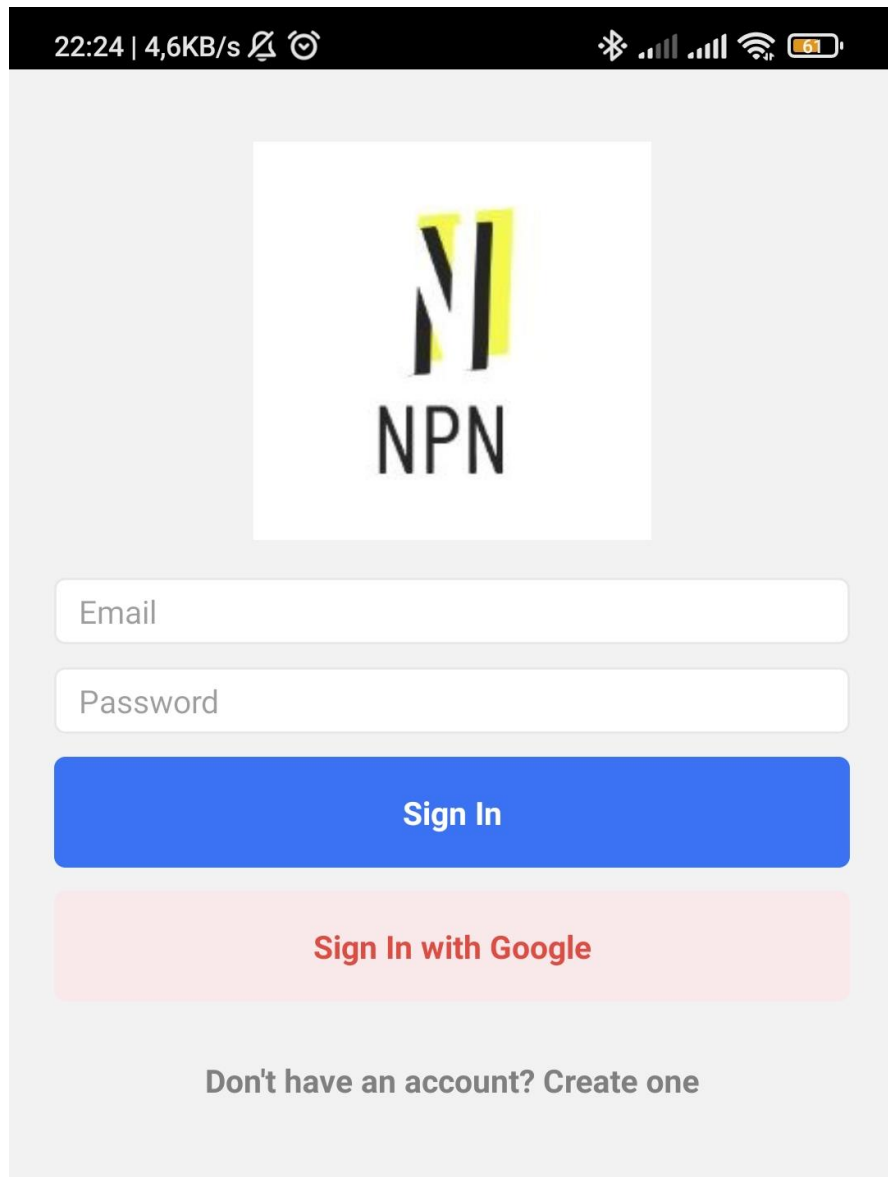 22:24 | 4,6KB/s 61
NPN
Email
Password
Sign In
Sign In with Google
Don't have an account? Create one